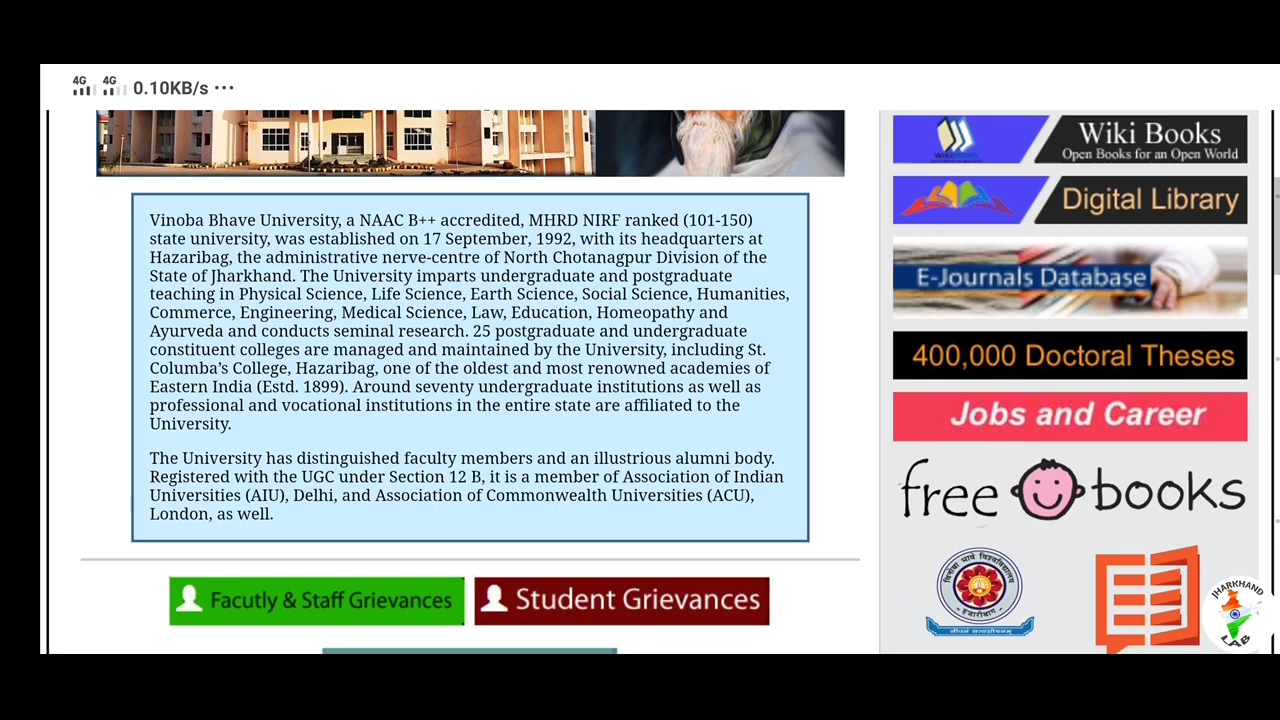 4G 4G 0.10KB/s ...
Vinoba Bhave University, a NAAC B++ accredited, MHRD NIRF ranked (101-150)
state university, was established on 17 September, 1992, with its headquarters at
Hazaribag, the administrative nerve-centre of North Chotanagpur Division of the
State of Jharkhand. The University imparts undergraduate and postgraduate
teaching in Physical Science, Life Science, Earth Science, Social Science, Humanities,
Commerce, Engineering, Medical Science, Law, Education, Homeopathy and
Ayurveda and conducts seminal research. 25 postgraduate and undergraduate
constituent colleges are managed and maintained by the University, including St.
Columba’s College, Hazaribag, one of the oldest and most renowned academies of
Eastern India (Estd. 1899). Around seventy undergraduate institutions as well as
professional and vocational institutions in the entire state are affiliated to the
University.
The University has distinguished faculty members and an illustrious alumni body.
Registered with the UGC under Section 12 B, it is a member of Association of Indian
Universities (AIU), Delhi, and Association of Commonwealth Universities (ACU),
London, as well.
Facutly & Staff Grievances
Student Grievances
WIKIBOOKS
Wiki Books
Open Books for an Open World
Digital Library
E-Journals Database
400,000 Doctoral Theses
Jobs and Career
free books
विनोबा भावे विश्वविद्यालय
हजारीबाग
JHARKHAND
LAB